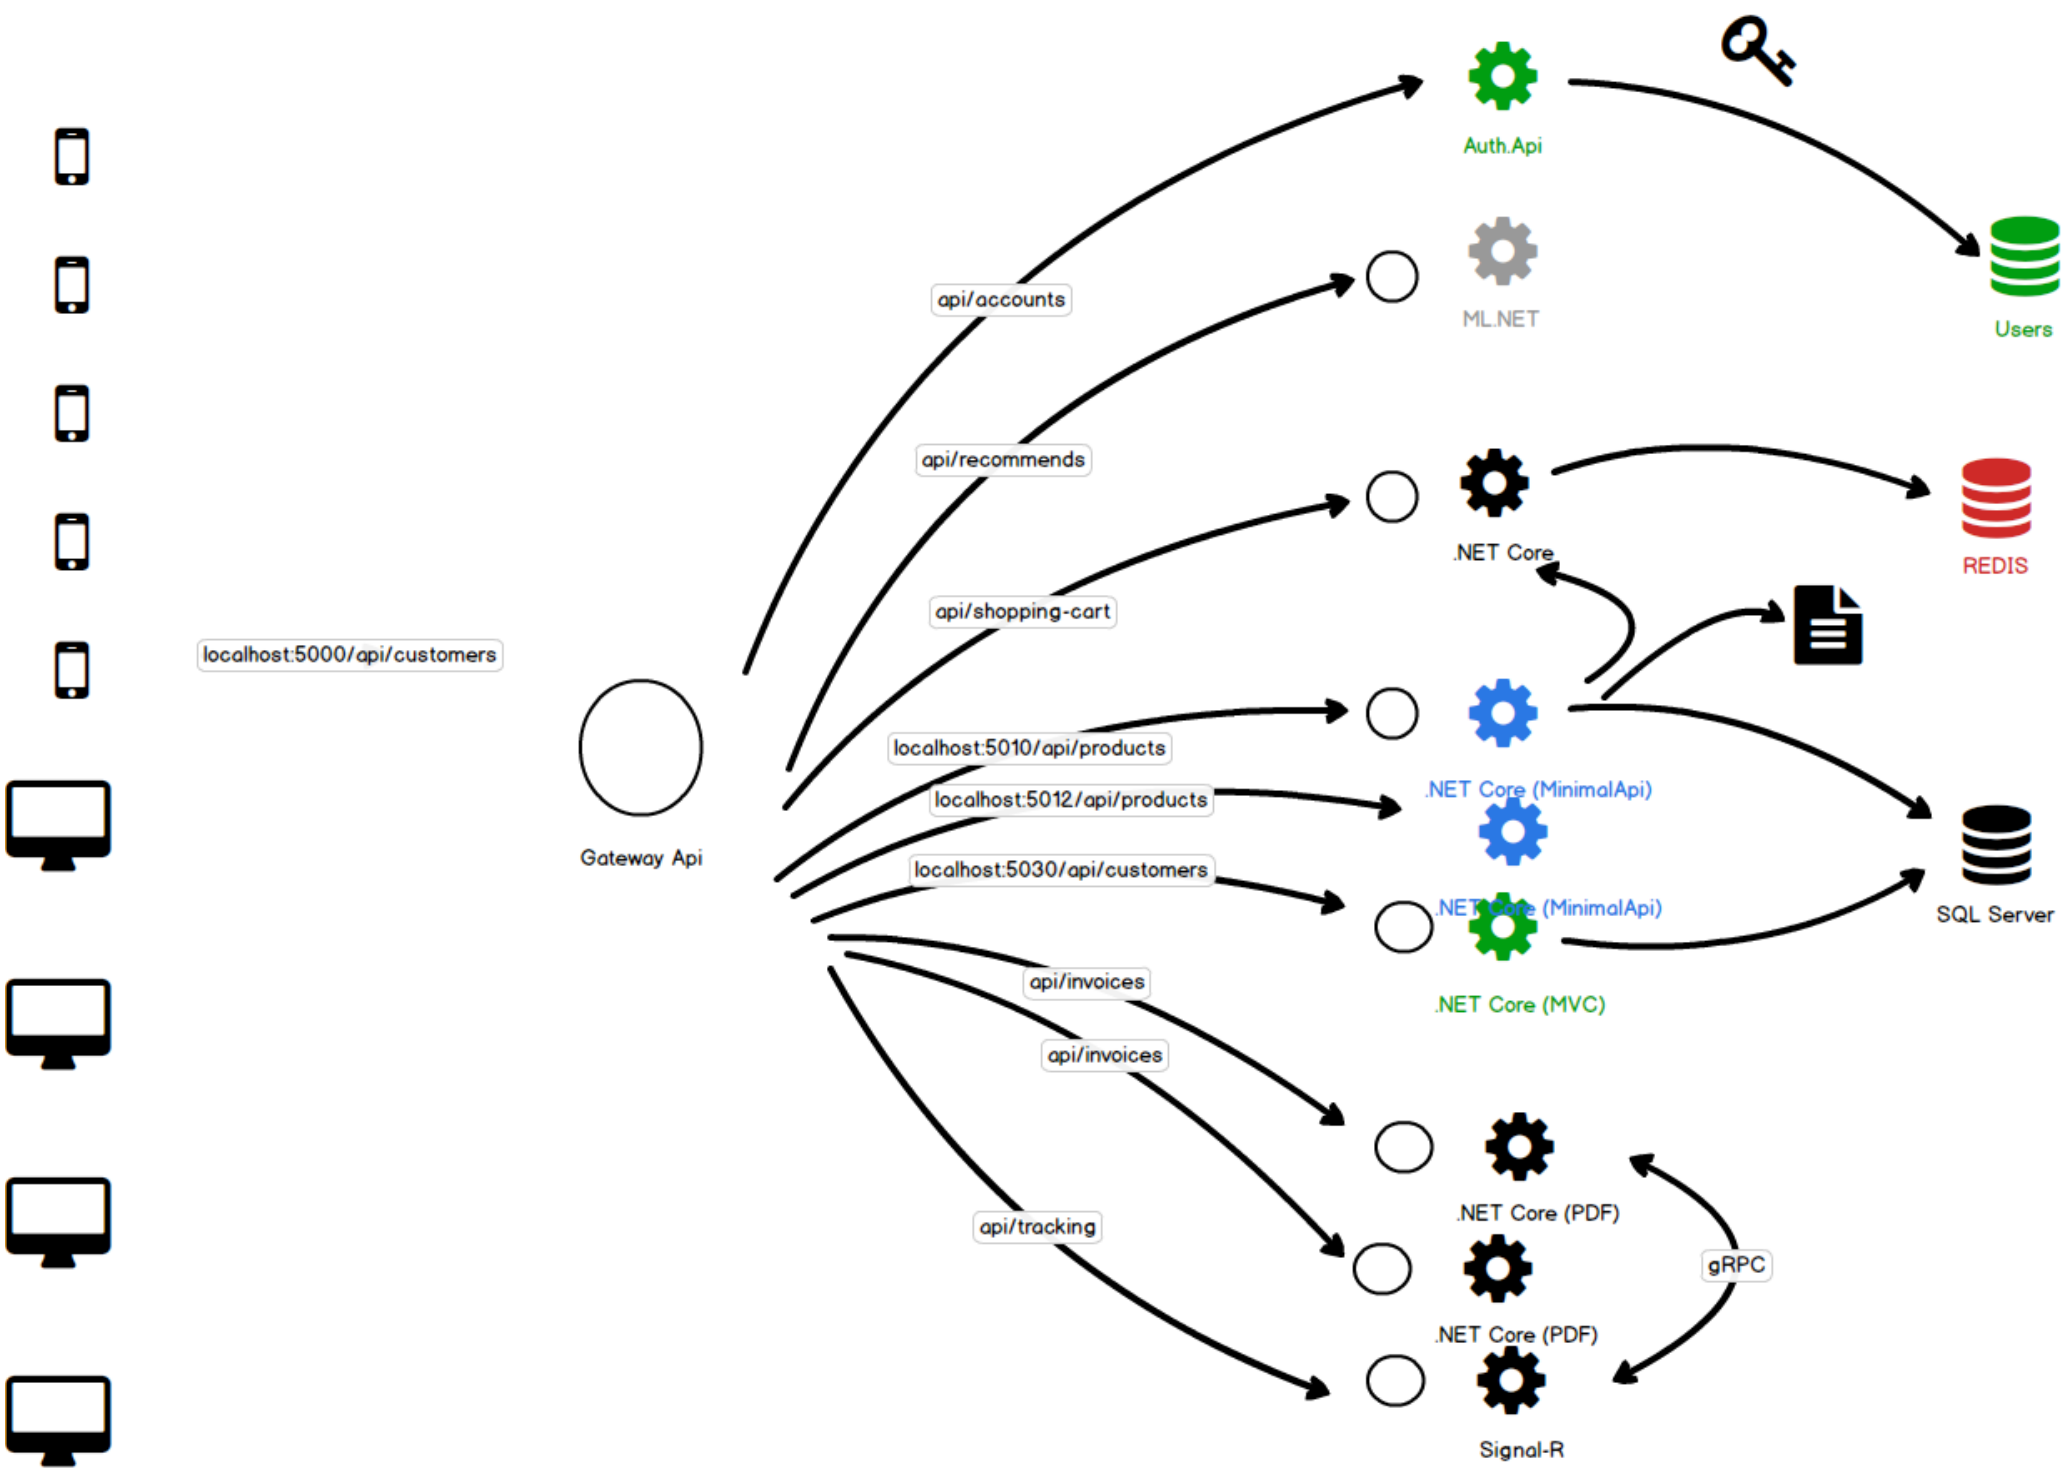 Auth.Api
api/accounts
ML.NET
Users
api/recommends
.NET Core
REDIS
api/shopping-cart
localhost:5000/api/customers
localhost:5010/api/products
.NET Core (MinimalApi)
localhost:5012/api/products
Gateway Api
localhost:5030/api/customers
.NET Core (MinimalApi)
SQL Server
api/invoices
.NET Core (MVC)
api/invoices
.NET Core (PDF)
api/tracking
gRPC
.NET Core (PDF)
Signal-R